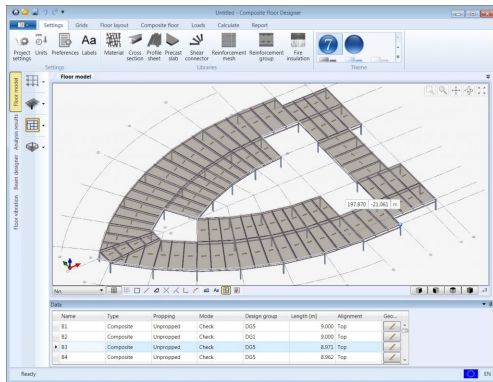 Untitled - Composite Floor Designer
Settings Grids Floor layout Composite floor Loads Calculate Report
Project settings Units Preferences Labels Material Cross section Profile sheet Precast slab Shear connector Reinforcement mesh Reinforcement group Fire insulation 7
Settings Libraries Theme
Floor model
Floor model
Analysis results
Beam designer
Floor vibration
197.870 -21.061 m
No
Data
Name Type Propping Mode Design group Length [m] Alignment Geo...
B1 Composite Unpropped Check DG5 9.000 Top
B2 Composite Unpropped Check DG1 9.000 Top
B3 Composite Unpropped Check DG5 8.971 Top
B4 Composite Unpropped Check DG5 8.962 Top
Ready EN